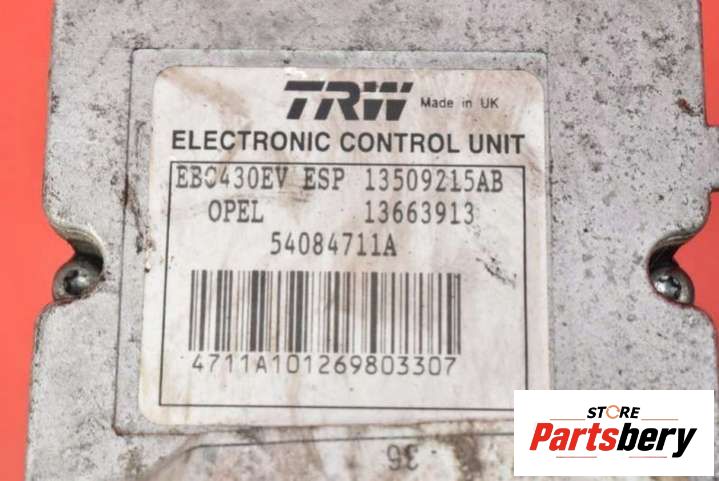 TRW Made in UK
ELECTRONIC CONTROL UNIT
EBC430EV ESP 13509215AB
OPEL 13663913
54084711A
4711A101269803307
36
STORE
Partsbery